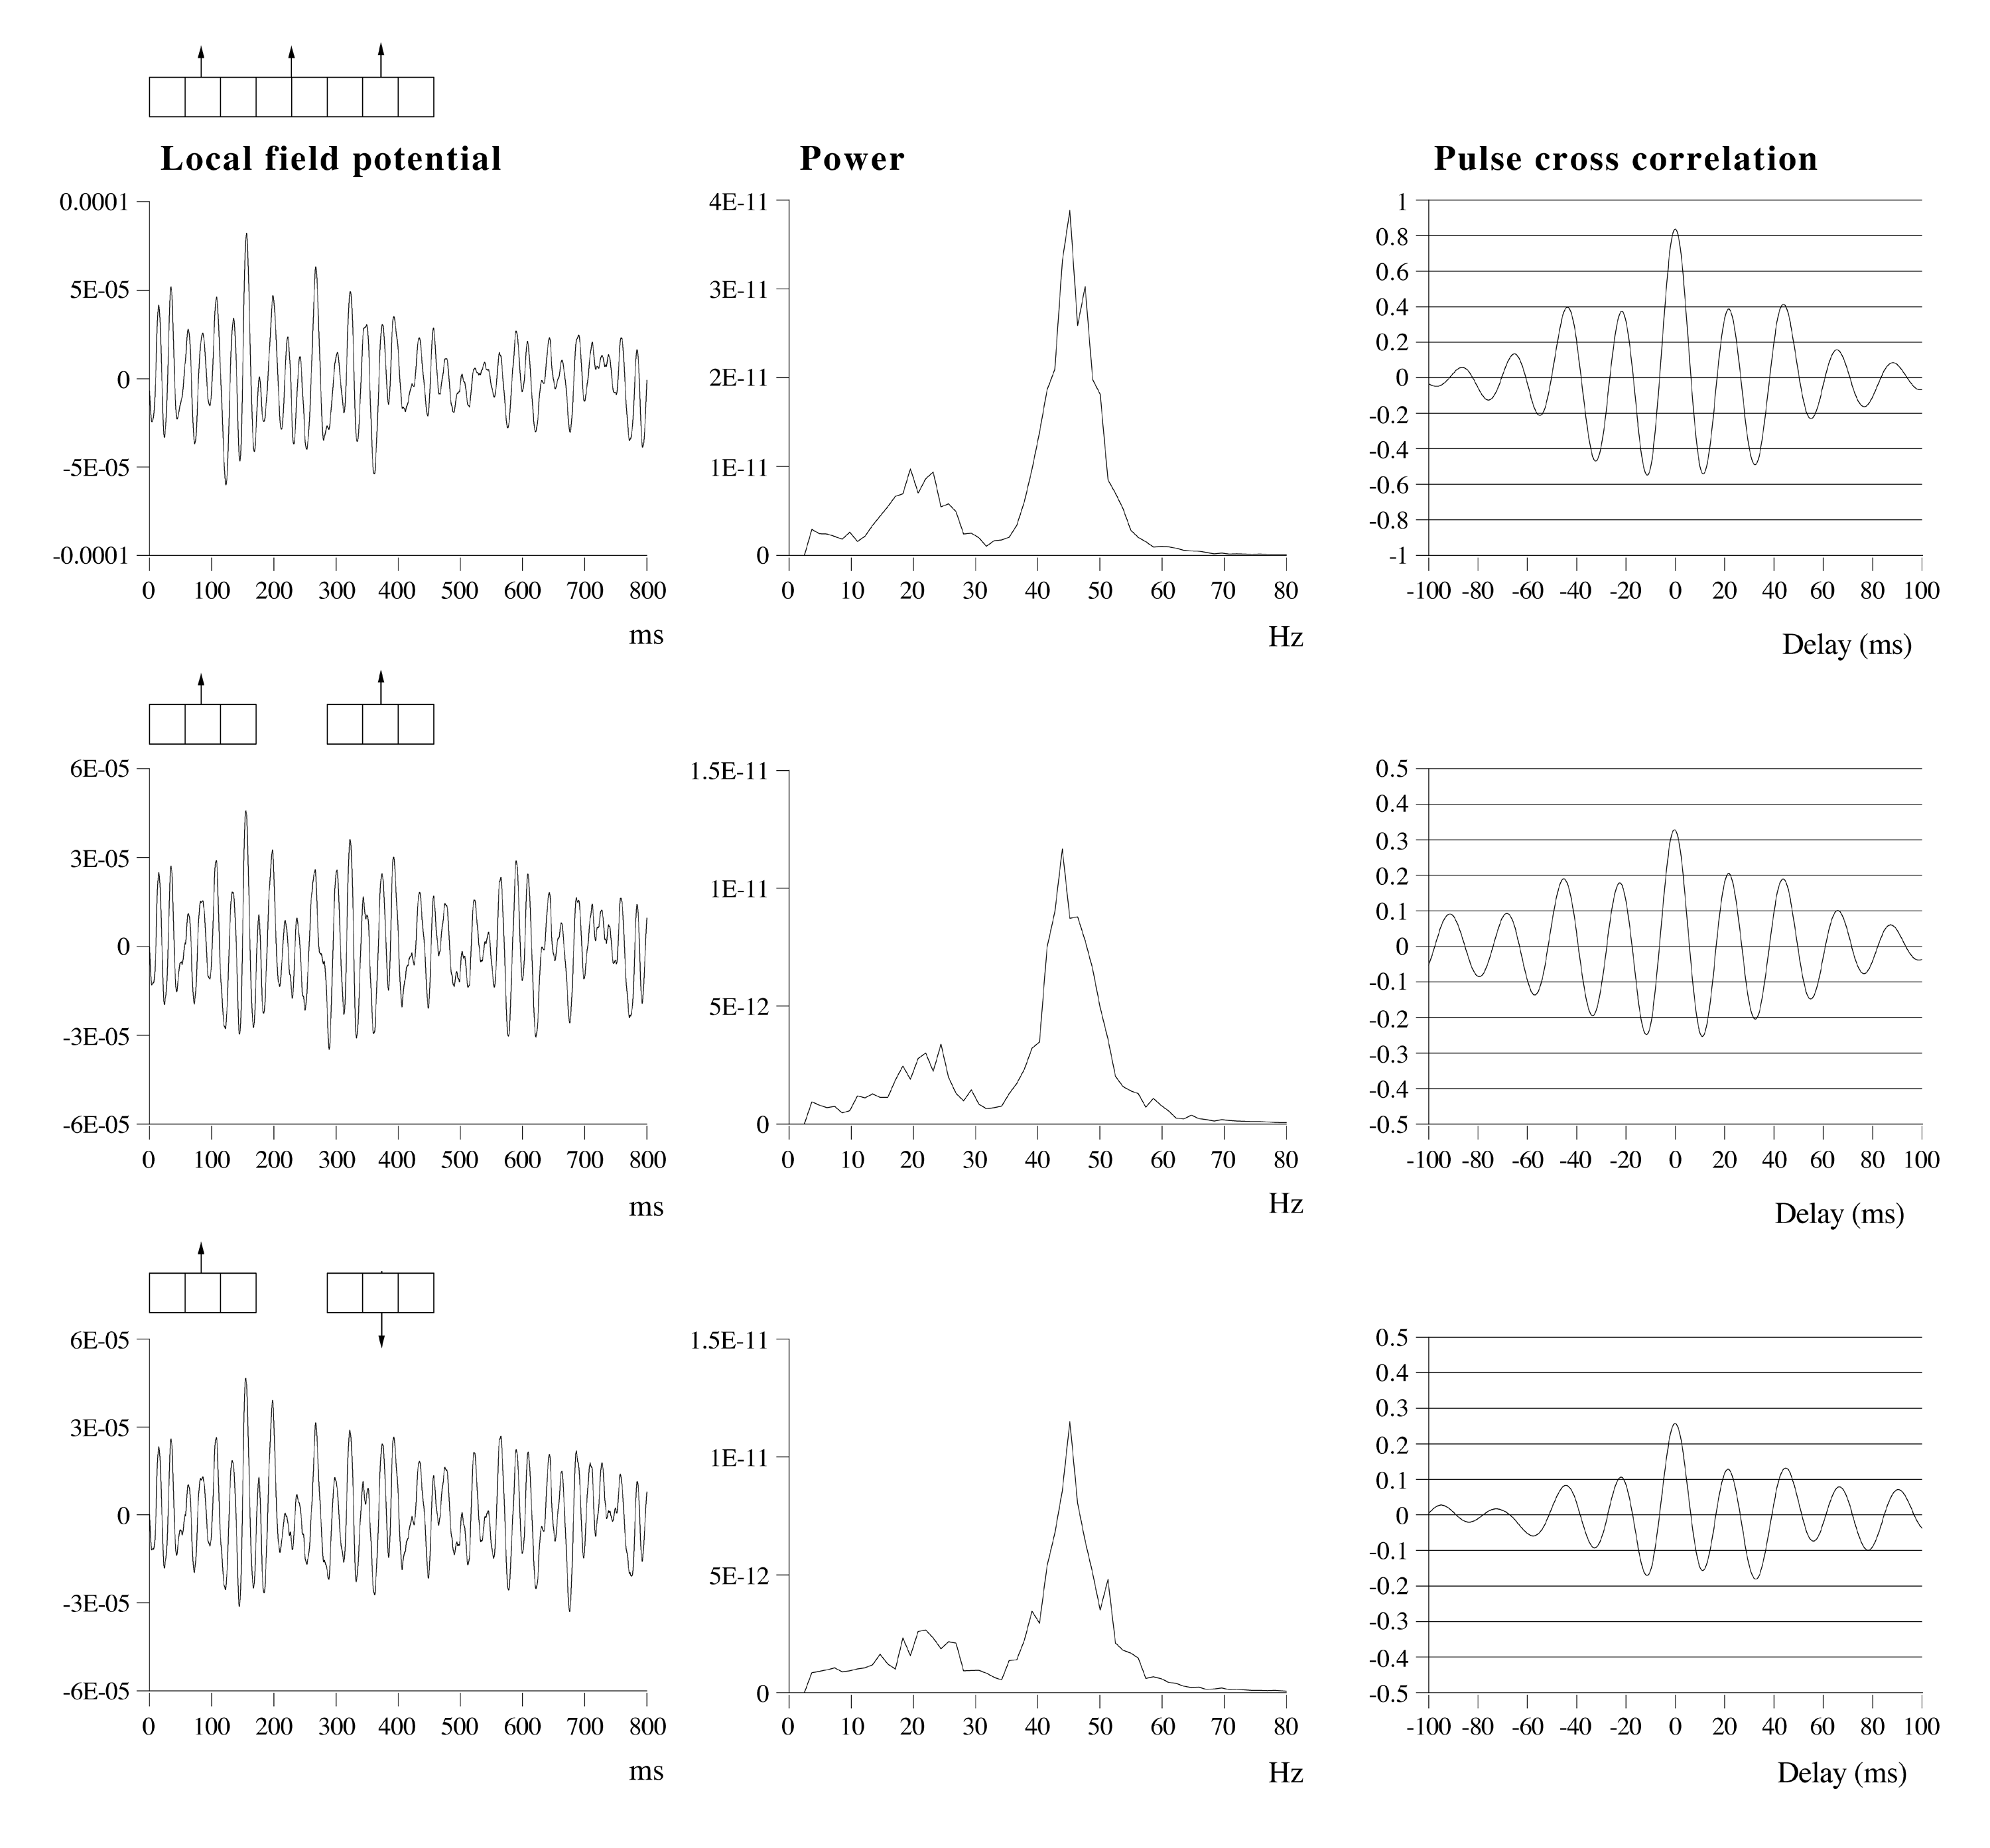 Local field potential Power Pulse cross correlation
0.0001 4E-11 1
0.8
5E-05 3E-11 0.6
0.4
0.2
0 2E-11 0
-0.2
-5E-05 1E-11 -0.4
-0.6
-0.8
-0.0001 0 -1
0 100 200 300 400 500 600 700 800 0 10 20 30 40 50 60 70 80 -100 -80 -60 -40 -20 0 20 40 60 80 100
ms Hz Delay (ms)
6E-05 1.5E-11 0.5
0.4
3E-05 0.3
1E-11 0.2
0.1
0 0
5E-12 -0.1
-0.2
-3E-05 -0.3
-0.4
-6E-05 0 -0.5
0 100 200 300 400 500 600 700 800 0 10 20 30 40 50 60 70 80 -100 -80 -60 -40 -20 0 20 40 60 80 100
ms Hz Delay (ms)
6E-05 1.5E-11 0.5
0.4
3E-05 0.3
1E-11 0.2
0.1
0 0
5E-12 -0.1
-0.2
-3E-05 -0.3
-0.4
-6E-05 0 -0.5
0 100 200 300 400 500 600 700 800 0 10 20 30 40 50 60 70 80 -100 -80 -60 -40 -20 0 20 40 60 80 100
ms Hz Delay (ms)